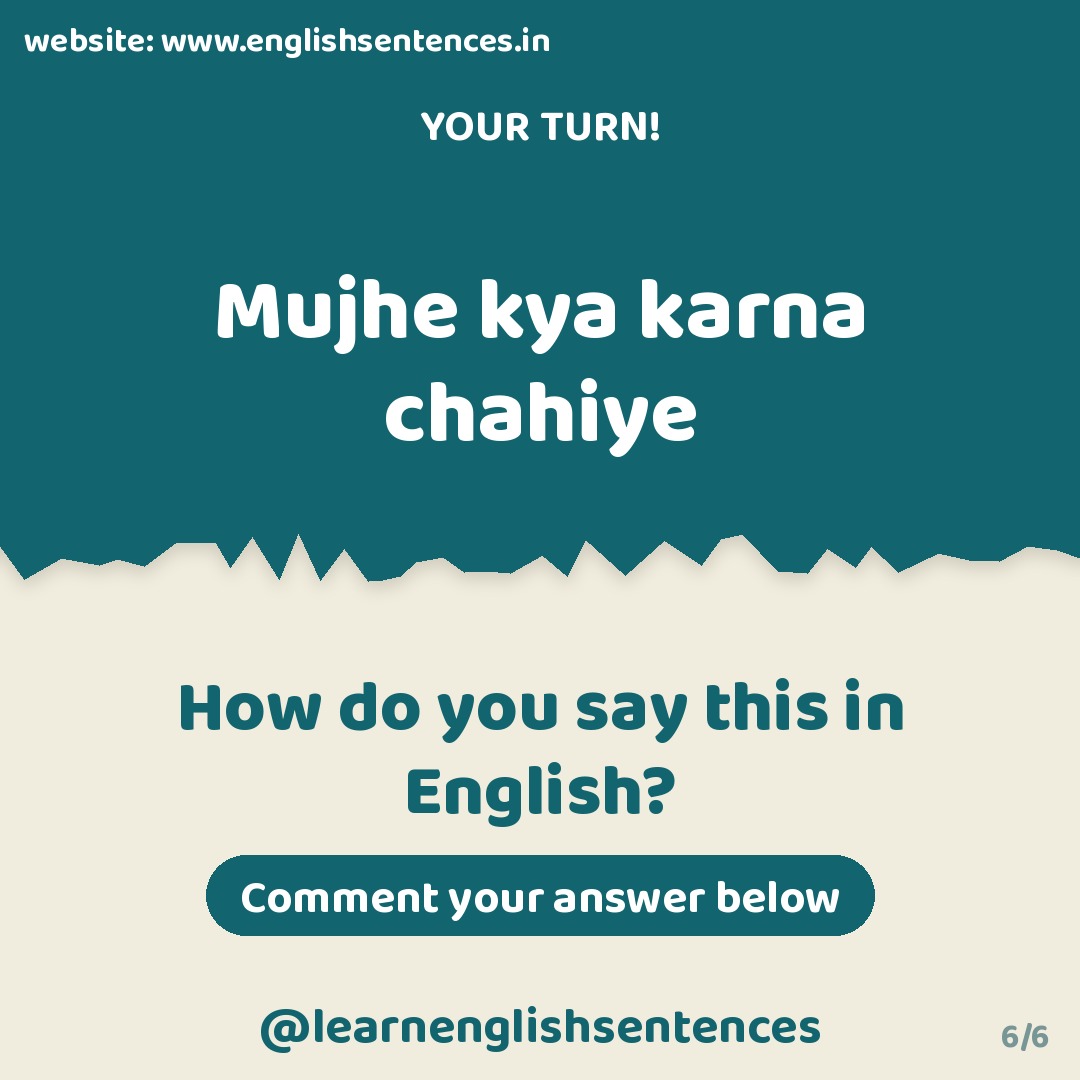 website: www.englishsentences.in
YOUR TURN!
Mujhe kya karna
chahiye
How do you say this in
English?
Comment your answer below
@learnenglishsentences
6/6